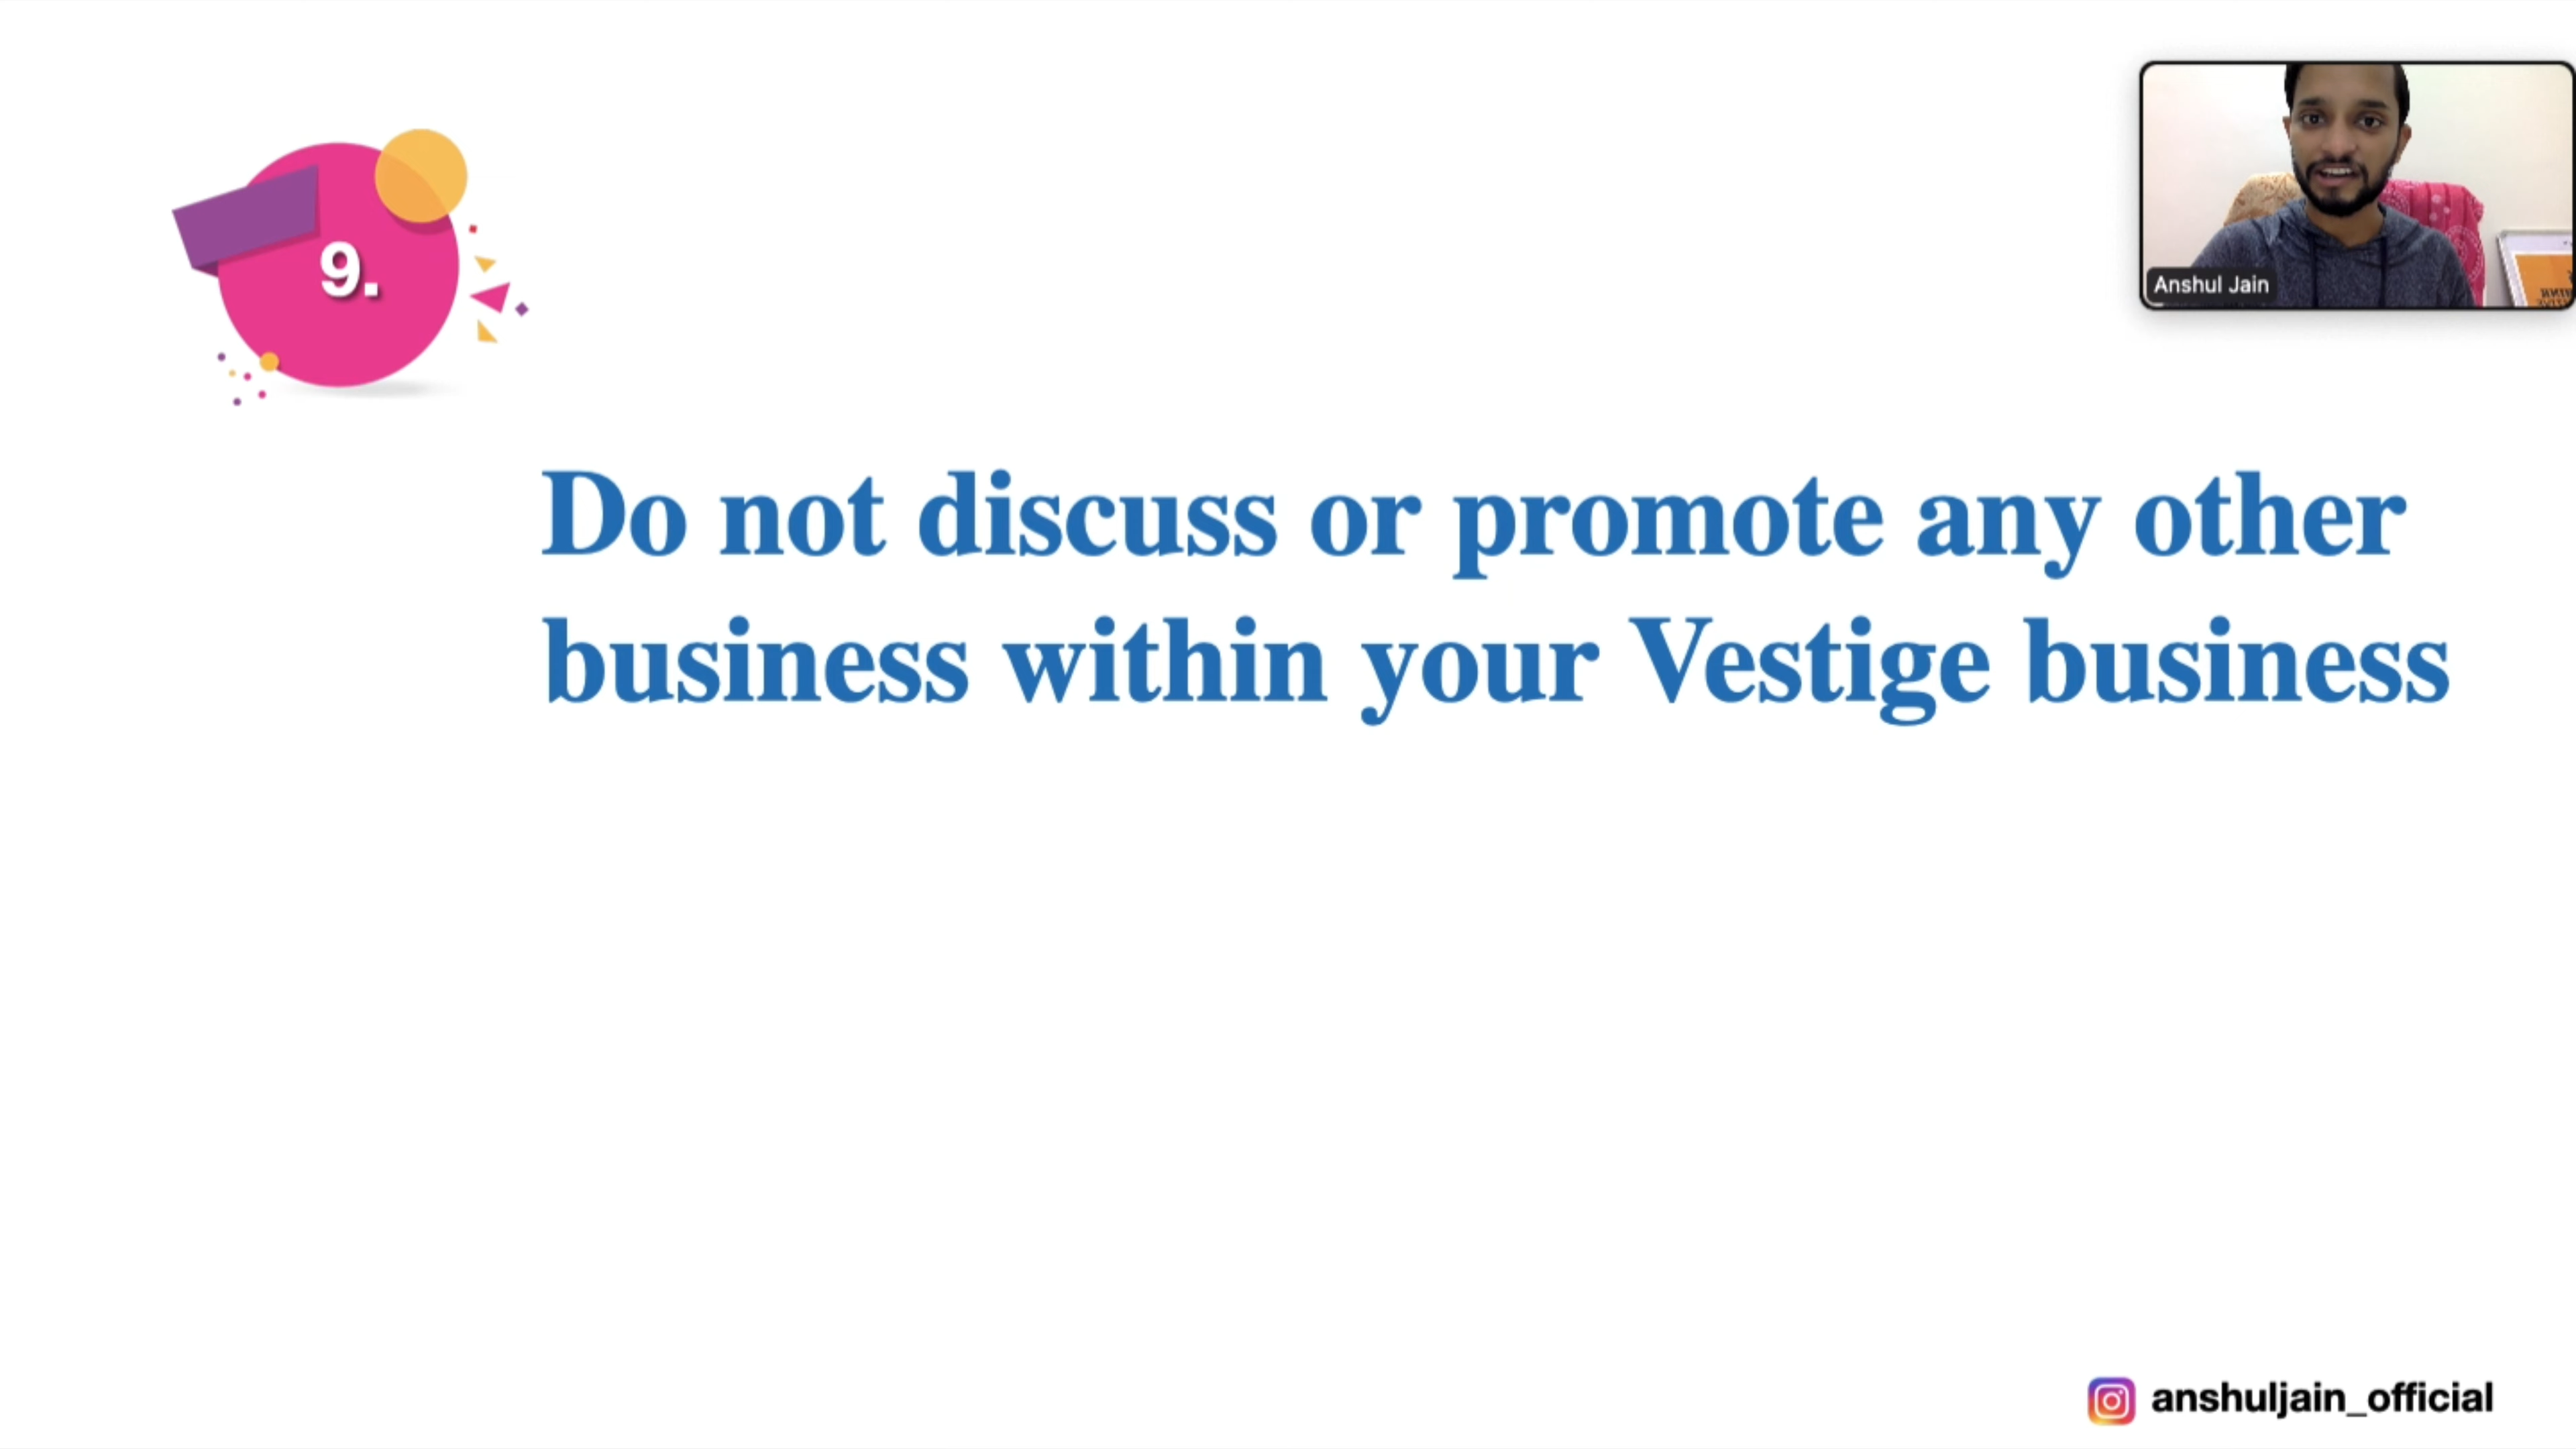 9.
Anshul Jain
Do not discuss or promote any other
business within your Vestige business
anshuljain_official